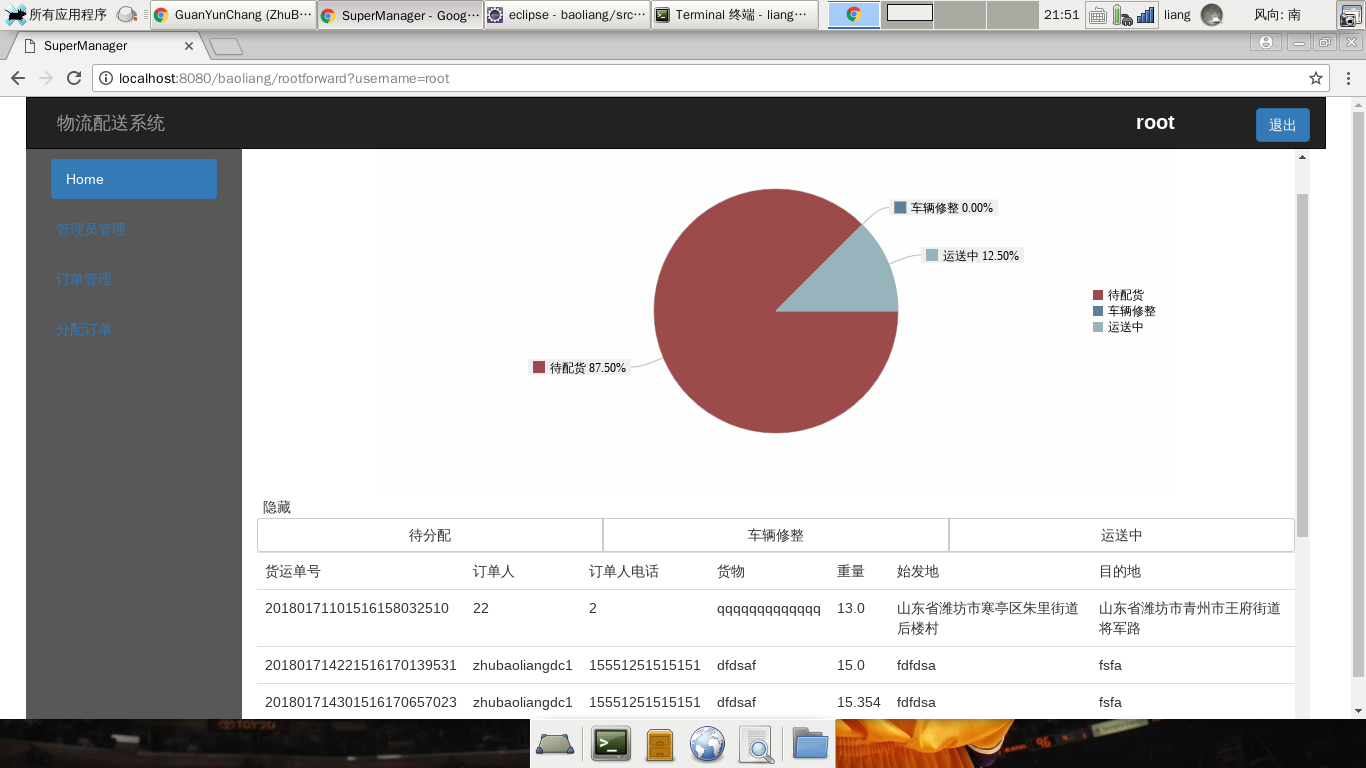 所有应用程序
GuanYunChang (ZhuB···
SuperManager - Goog···
eclipse - baoliang/src···
Terminal 终端 - liang···
21:51
liang
风向: 南
SuperManager
localhost:8080/baoliang/rootforward?username=root
物流配送系统
root
退出
Home
管理员管理
订单管理
分配订单
车辆修整 0.00%
运送中 12.50%
待配货 87.50%
待配货
车辆修整
运送中
隐藏
待分配 车辆修整 运送中
货运单号 订单人 订单人电话 货物 重量 始发地 目的地
20180171101516158032510 22 2 qqqqqqqqqqqqq 13.0 山东省潍坊市寒亭区朱里街道 山东省潍坊市青州市王府街道
后楼村 将军路
201801714221516170139531 zhubaoliangdc1 15551251515151 dfdsaf 15.0 fdfdsa fsfa
201801714301516170657023 zhubaoliangdc1 15551251515151 dfdsaf 15.354 fdfdsa fsfa